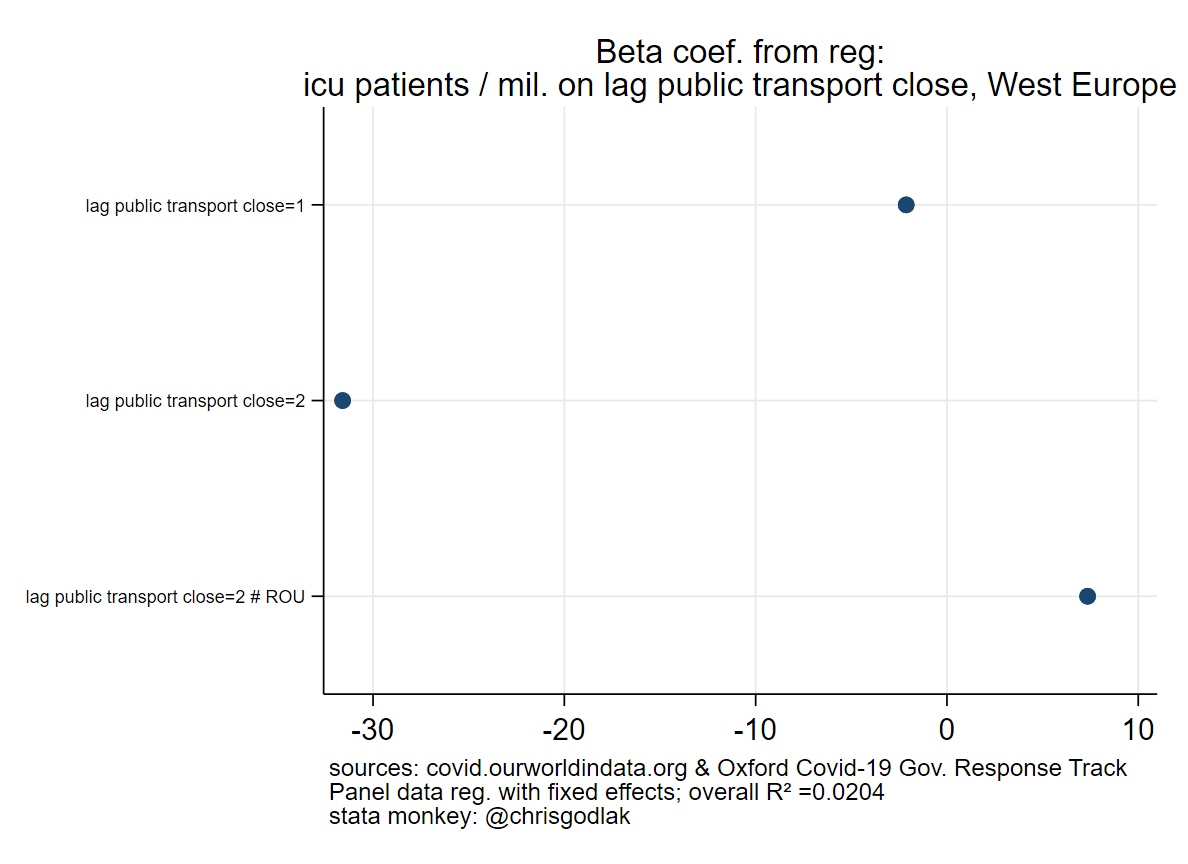 Beta coef. from reg:
icu patients / mil. on lag public transport close, West Europe
lag public transport close=1
lag public transport close=2
lag public transport close=2 # ROU
-30 -20 -10 0 10
sources: covid.ourworldindata.org & Oxford Covid-19 Gov. Response Track
Panel data reg. with fixed effects; overall R² =0.0204
stata monkey: @chrisgodlak